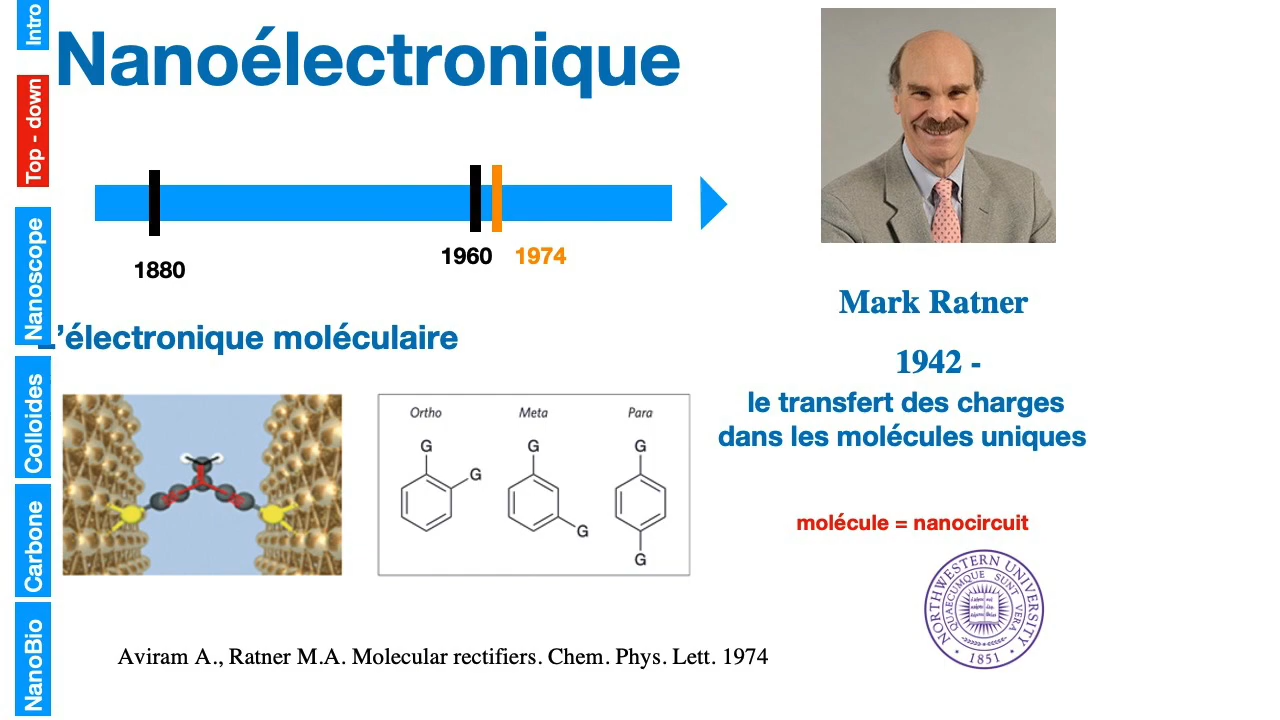 Intro
Top - down
Nanoscope
Colloides
Carbone
NanoBio
Nanoélectronique
1880
1960
1974
L'électronique moléculaire
Ortho
Meta
Para
G
G
G
G
G
G
Aviram A., Ratner M.A. Molecular rectifiers. Chem. Phys. Lett. 1974
Mark Ratner
1942 -
le transfert des charges
dans les molécules uniques
molécule = nanocircuit
NORTHWESTERN UNIVERSITY
QUAECUMQUE SUNT VERA
1851